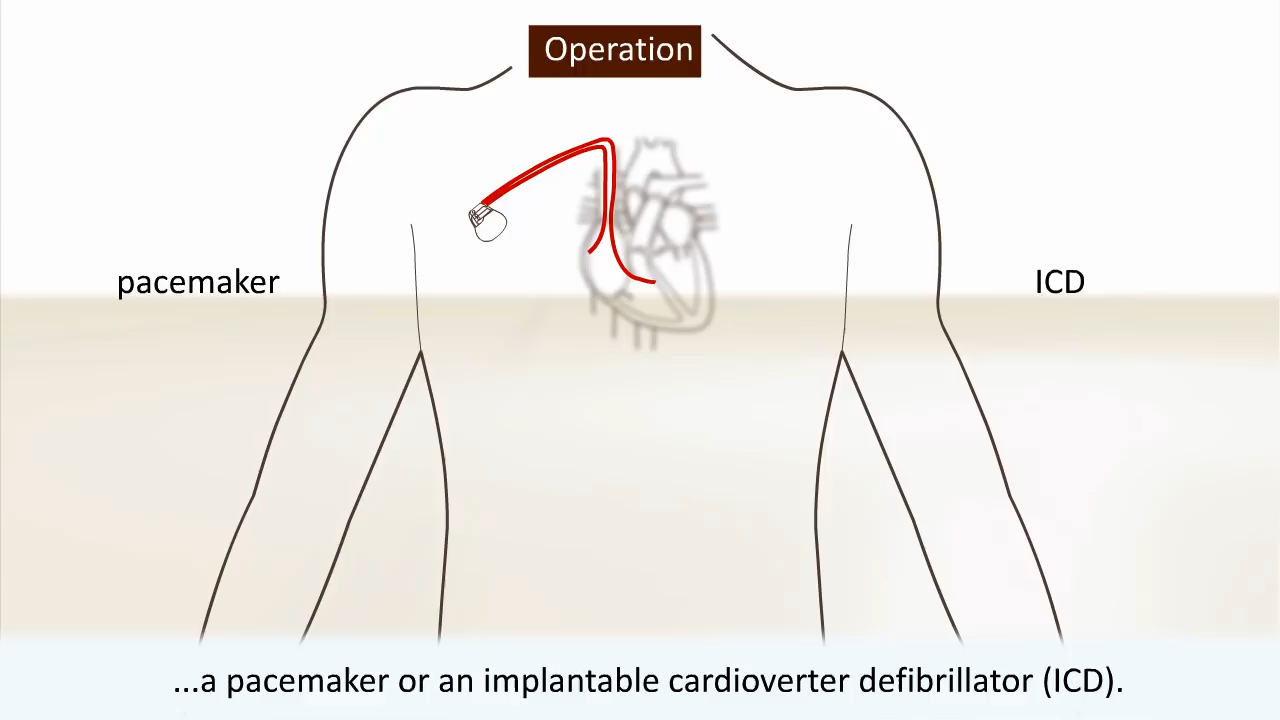 Operation
pacemaker
ICD
...a pacemaker or an implantable cardioverter defibrillator (ICD).